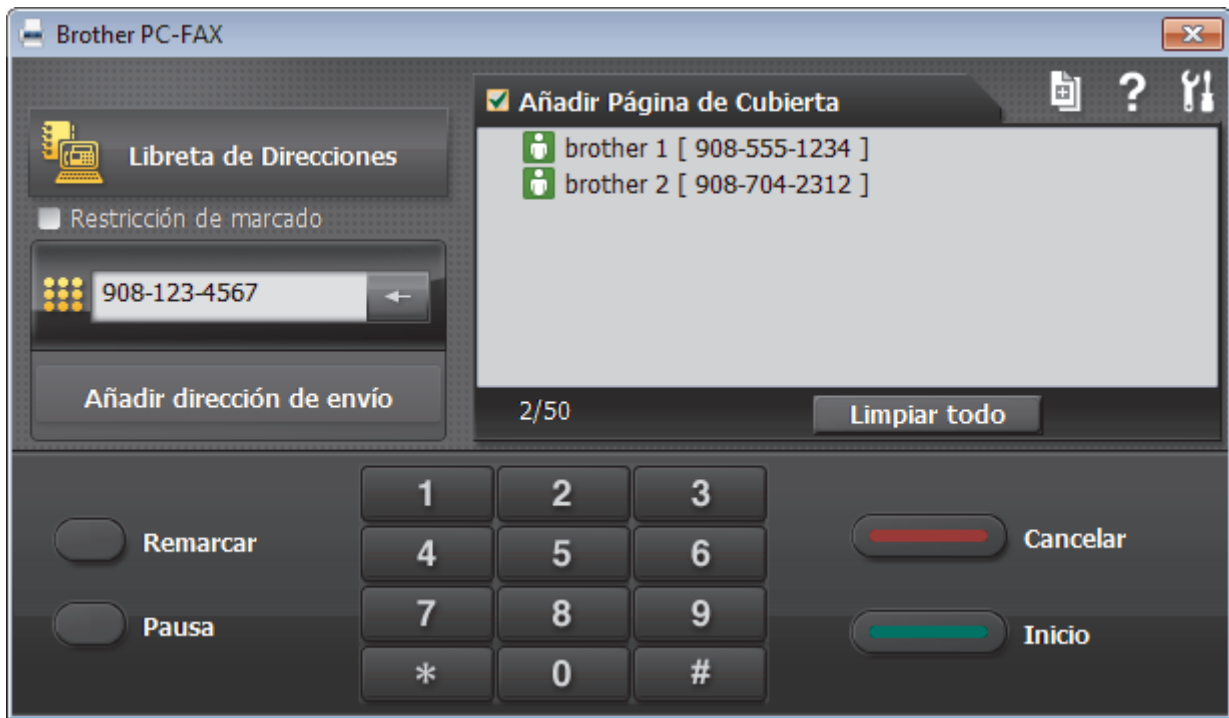 Brother PC-FAX
Libreta de Direcciones
Restricción de marcado
908-123-4567
Añadir dirección de envío
Añadir Página de Cubierta
?
brother 1 [ 908-555-1234 ]
brother 2 [ 908-704-2312 ]
2/50
Limpiar todo
Remarcar
Pausa
1 2 3
4 5 6
7 8 9
* 0 #
Cancelar
Inicio